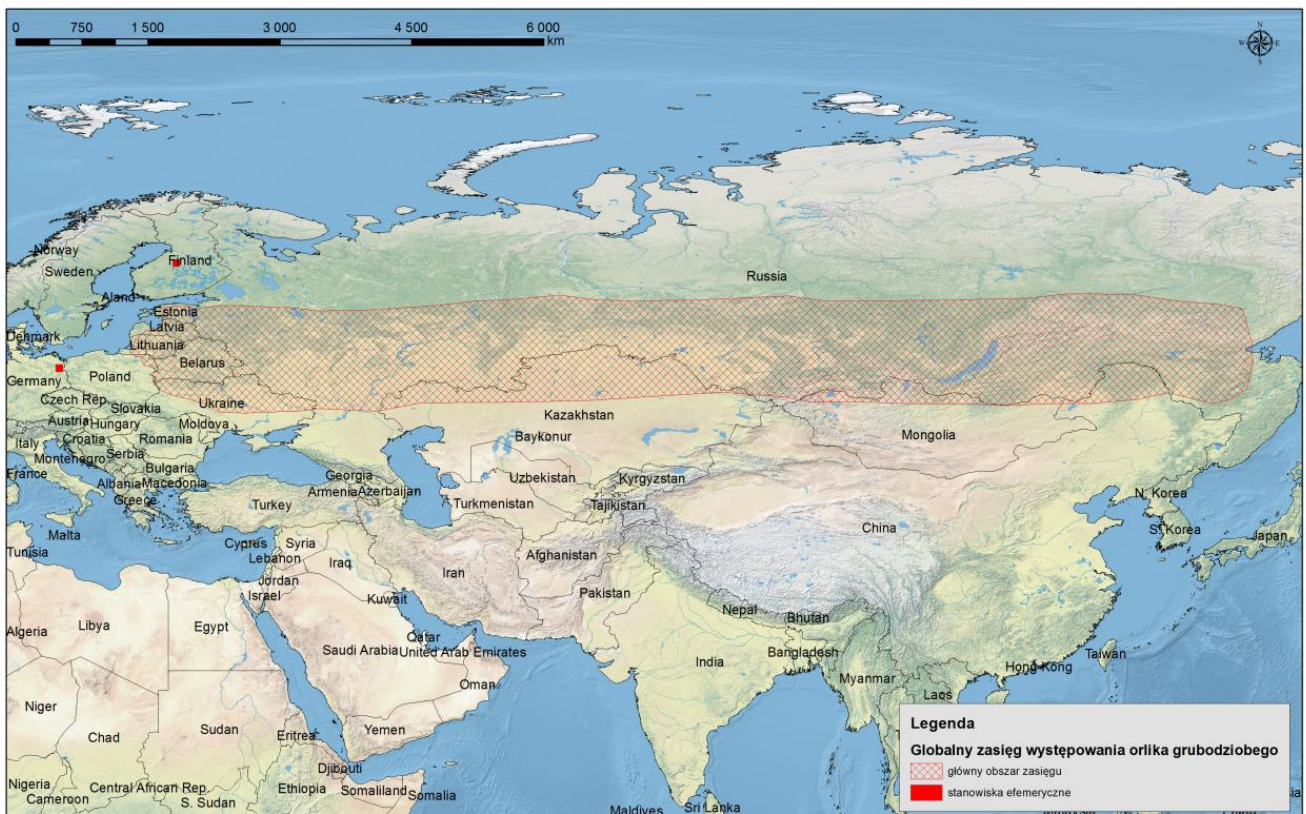 0 750 1 500 3 000 4 500 6 000
km
N
W E
S
Norway
Finland
Sweden
Russia
Aland
Estonia
Latvia
Denmark
Lithuania
Belarus
Germany
Poland
Czech Rep.
Ukraine
Slovakia
Kazakhstan
Austria
Hungary
Moldova
Mongolia
Italy
Croatia
Romania
Baykonur
Serbia
Montenegro
Bulgaria
France
Georgia
Uzbekistan
Kyrgyzstan
Albania
Macedonia
Armenia
Azerbaijan
N. Korea
Greece
Turkey
Turkmenistan
Tajikistan
China
S. Korea
Japan
Malta
Cyprus
Syria
Tunisia
Lebanon
Afghanistan
Iraq
Iran
Jordan
Israel
Pakistan
Kuwait
Nepal
Bhutan
Algeria
Libya
Egypt
Qatar
Saudi Arabia
United Arab Emirates
Bangladesh
Taiwan
India
Hong Kong
Oman
Myanmar
Laos
Niger
Sudan
Eritrea
Yemen
Chad
Djibouti
Nigeria
Central African Rep.
Ethiopia
Somaliland
Somalia
Cameroon
S. Sudan
Maldives
Sri Lanka
Legenda
Globalny zasięg występowania orlika grubodziobego
główny obszar zasięgu
stanowiska efemeryczne